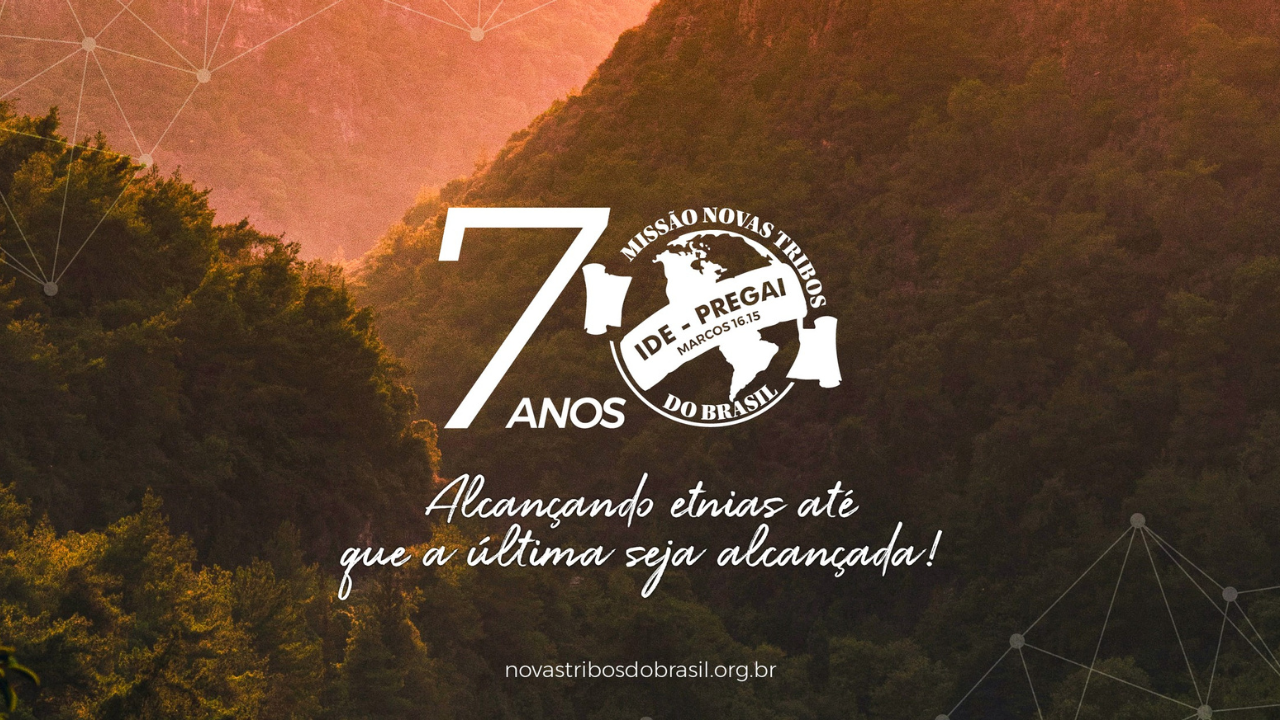 70
ANOS
MISSÃO NOVAS TRIBOS
IDE - PREGAI
MARCOS 16.15
DO BRASIL
Alcançando etnias até
que a última seja alcançada!
novastribosdobrasil.org.br